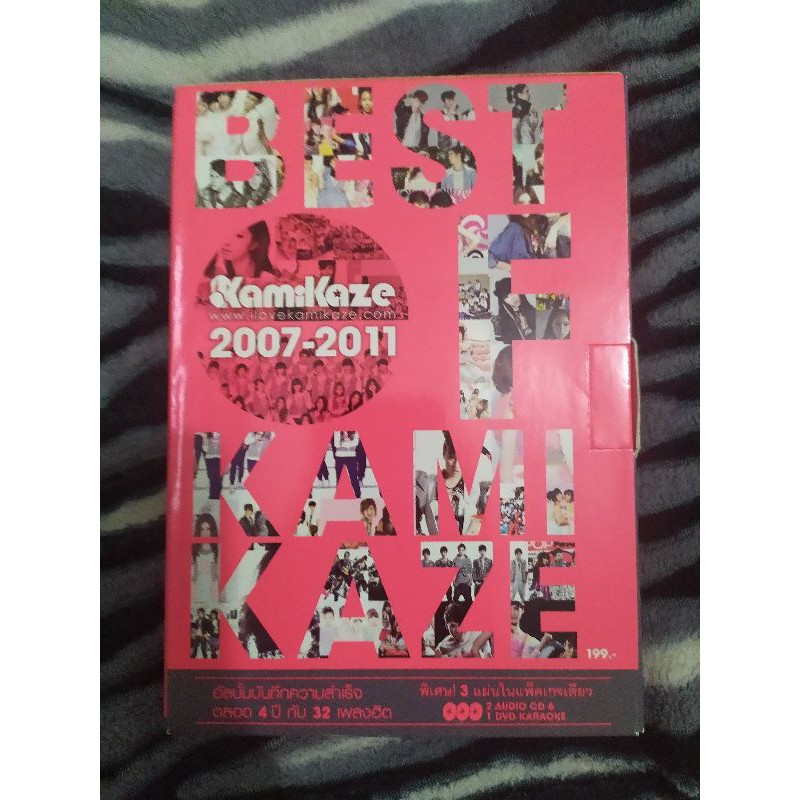 BEST
OF
KamiKaze
www.ilovekamikaze.com
2007-2011
KAMI
KAZE
199.-
อัลบั้มบันทึกความสำเร็จ
ตลอด 4 ปี กับ 32 เพลงฮิต
พิเศษ! 3 แผ่นในแพ็คเกจเดียว
2 AUDIO CD &
1 DVD KARAOKE